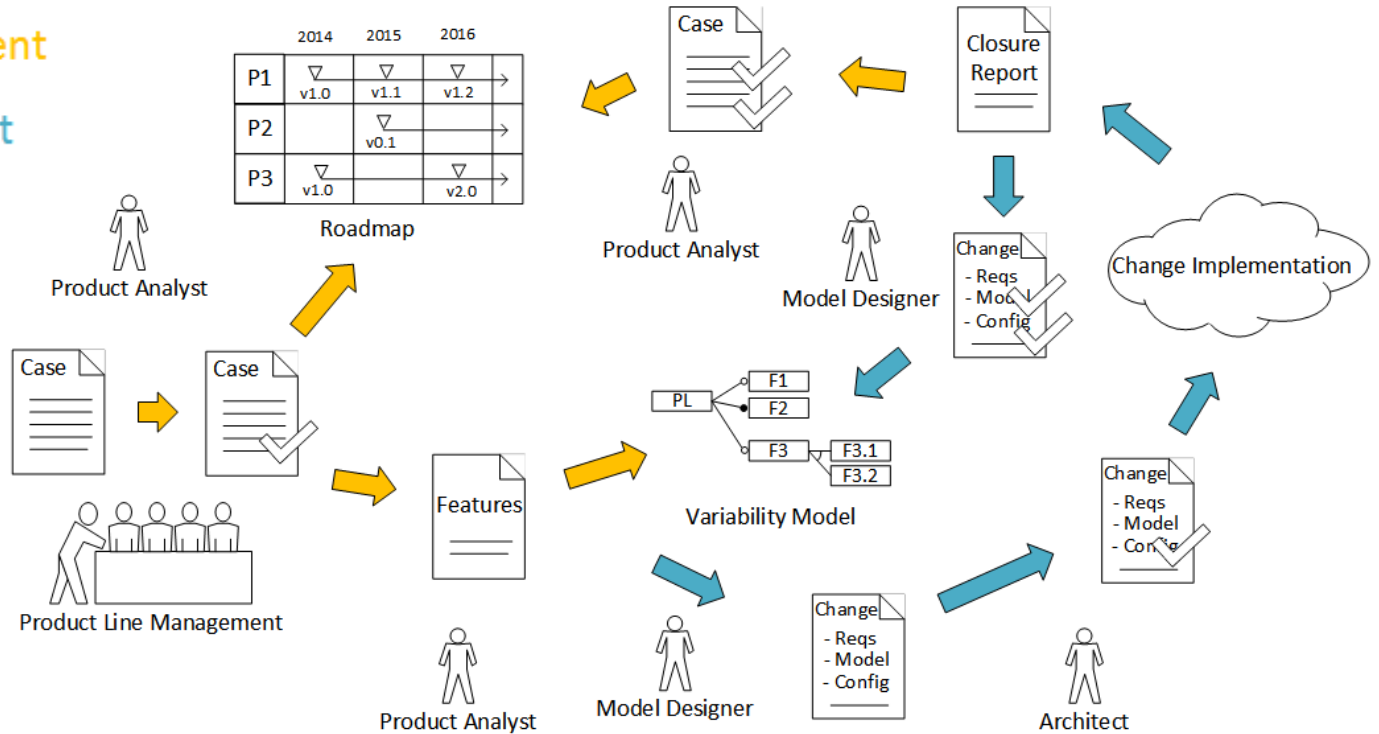 2014 2015 2016
P1 v1.0 v1.1 v1.2
P2 v0.1
P3 v1.0 v2.0
Roadmap
Case
Closure
Report
Product Analyst
Product Analyst
Model Designer
Change
- Reqs
- Model
- Config
Change Implementation
Case
Case
PL
F1
F2
F3
F3.1
F3.2
Variability Model
Features
Change
- Reqs
- Model
- Config
Product Line Management
Product Analyst
Model Designer
Change
- Reqs
- Model
- Config
Architect